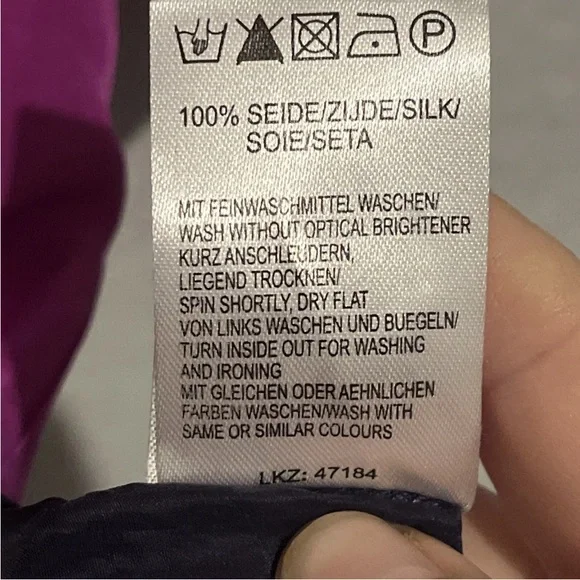 P
100% SEIDE/ZIJDE/SILK/
SOIE/SETA
MIT FEINWASCHMITTEL WASCHEN/
WASH WITHOUT OPTICAL BRIGHTENER
KURZ ANSCHLEUDERN,
LIEGEND TROCKNEN/
SPIN SHORTLY, DRY FLAT
VON LINKS WASCHEN UND BUEGELN/
TURN INSIDE OUT FOR WASHING
AND IRONING
MIT GLEICHEN ODER AEHNLICHEN
FARBEN WASCHEN/WASH WITH
SAME OR SIMILAR COLOURS
LKZ: 47184